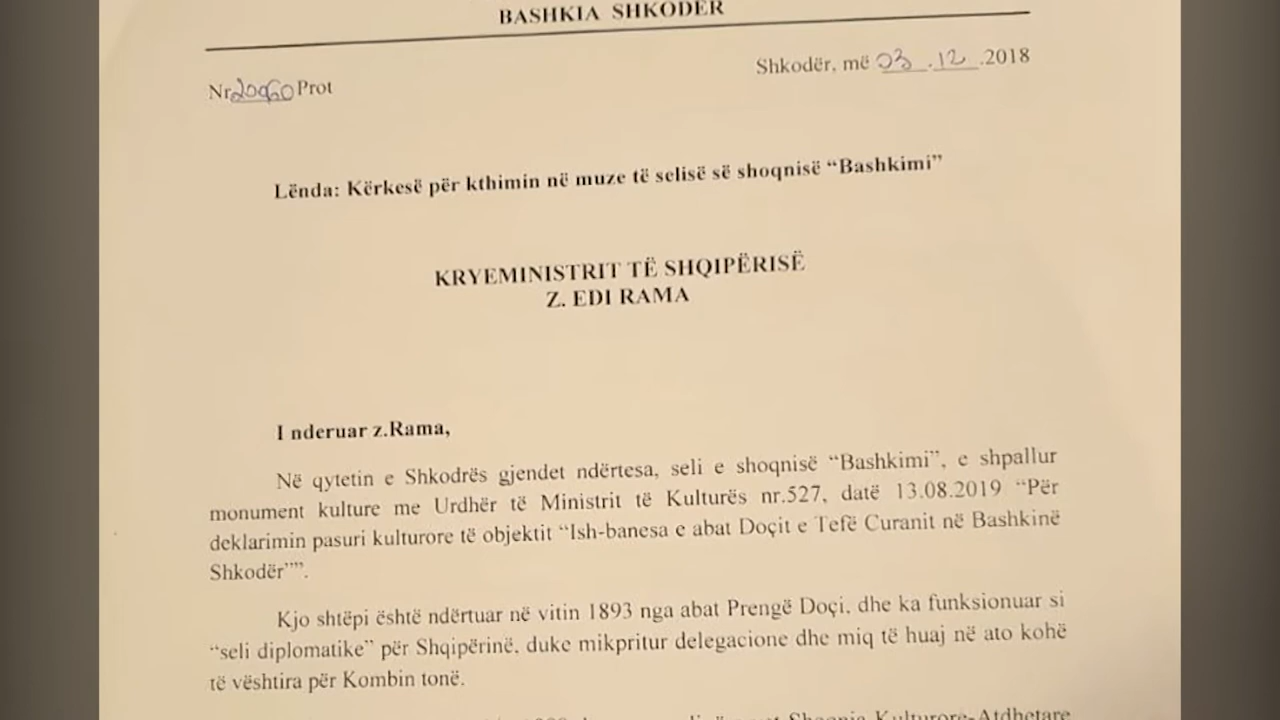 BASHKIA SHKODËR
Shkodër, më 03.12.2018
Nr 20960 Prot
Lënda: Kërkesë për kthimin në muze të selisë së shoqnisë “Bashkimi”
KRYEMINISTRIT TË SHQIPËRISË
Z. EDI RAMA
I nderuar z.Rama,
Në qytetin e Shkodrës gjendet ndërtesa, seli e shoqnisë “Bashkimi”, e shpallur
monument kulture me Urdhër të Ministrit të Kulturës nr.527, datë 13.08.2019 “Për
deklarimin pasuri kulturore të objektit “Ish-banesa e abat Doçit e Tefë Curanit në Bashkinë
Shkodër””.
Kjo shtëpi është ndërtuar në vitin 1893 nga abat Prengë Doçi, dhe ka funksionuar si
“seli diplomatike” për Shqipërinë, duke mikpritur delegacione dhe miq të huaj në ato kohë
të vështira për Kombin tonë.
Shoqnia Kulturore-Atdhetare